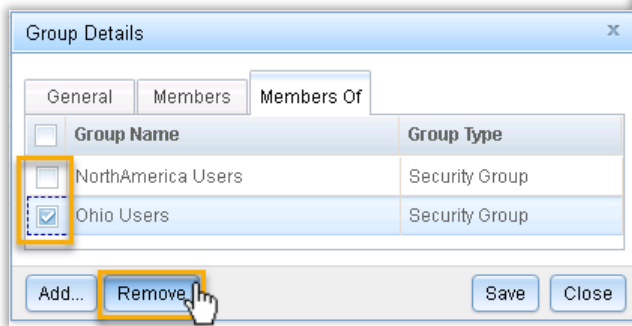 Group Details x
General Members Members Of
Group Name Group Type
NorthAmerica Users Security Group
Ohio Users Security Group
Add... Remove Save Close